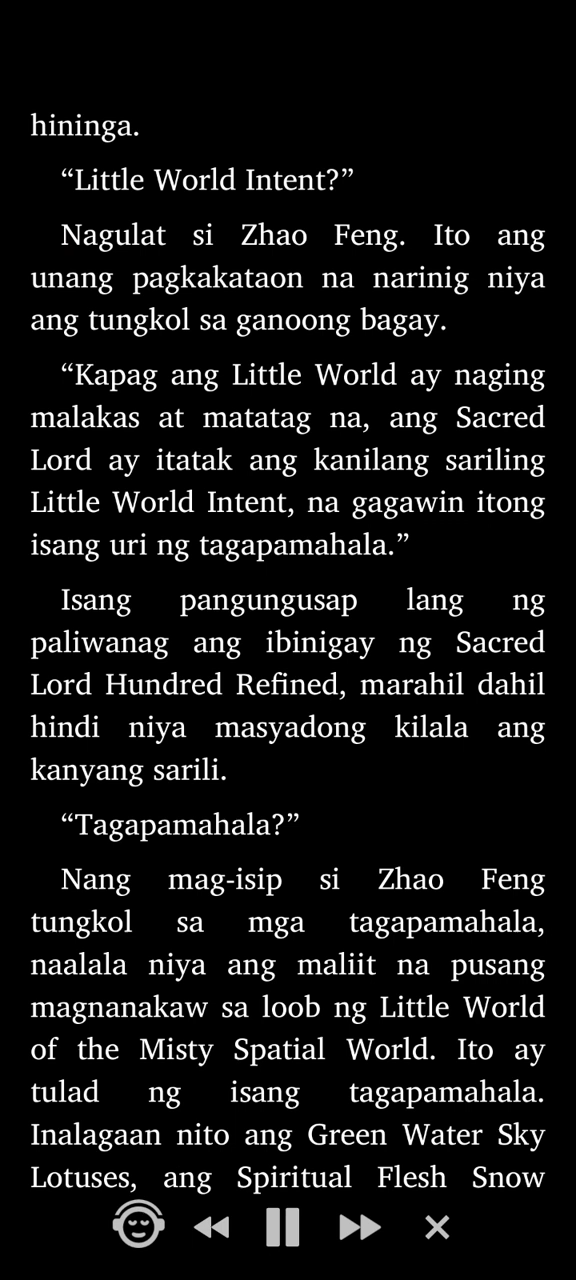 hininga.
“Little World Intent?”
Nagulat si Zhao Feng. Ito ang
unang pagkakataon na narinig niya
ang tungkol sa ganoong bagay.
“Kapag ang Little World ay naging
malakas at matatag na, ang Sacred
Lord ay itatak ang kanilang sariling
Little World Intent, na gagawin itong
isang uri ng tagapamahala.”
Isang pangungusap lang ng
paliwanag ang ibinigay ng Sacred
Lord Hundred Refined, marahil dahil
hindi niya masyadong kilala ang
kanyang sarili.
“Tagapamahala?”
Nang mag-isip si Zhao Feng
tungkol sa mga tagapamahala,
naalala niya ang maliit na pusang
magnanakaw sa loob ng Little World
of the Misty Spatial World. Ito ay
tulad ng isang tagapamahala.
Inalagaan nito ang Green Water Sky
Lotuses, ang Spiritual Flesh Snow